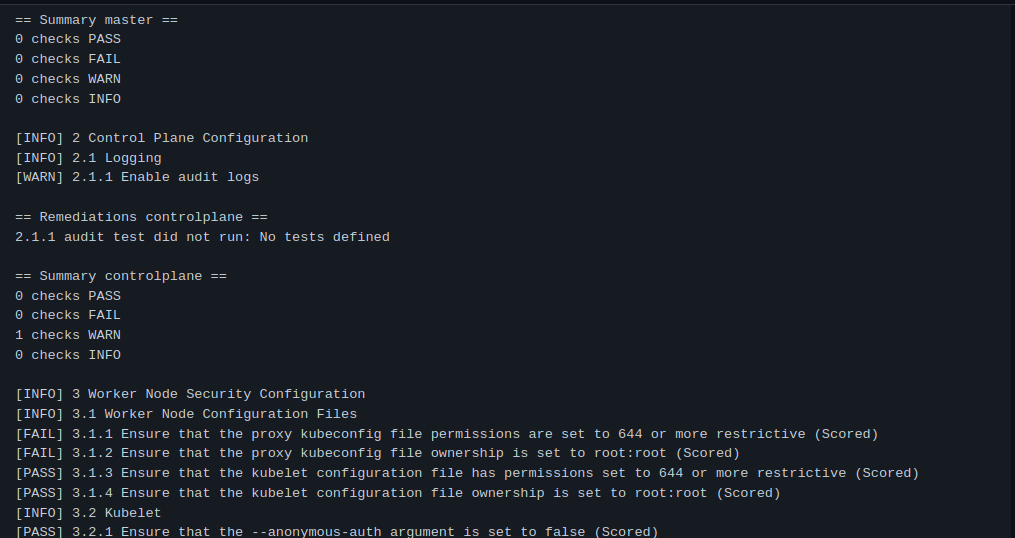 == Summary master ==
0 checks PASS
0 checks FAIL
0 checks WARN
0 checks INFO
[INFO] 2 Control Plane Configuration
[INFO] 2.1 Logging
[WARN] 2.1.1 Enable audit logs
== Remediations controlplane ==
2.1.1 audit test did not run: No tests defined
== Summary controlplane ==
0 checks PASS
0 checks FAIL
1 checks WARN
0 checks INFO
[INFO] 3 Worker Node Security Configuration
[INFO] 3.1 Worker Node Configuration Files
[FAIL] 3.1.1 Ensure that the proxy kubeconfig file permissions are set to 644 or more restrictive (Scored)
[FAIL] 3.1.2 Ensure that the proxy kubeconfig file ownership is set to root:root (Scored)
[PASS] 3.1.3 Ensure that the kubelet configuration file has permissions set to 644 or more restrictive (Scored)
[PASS] 3.1.4 Ensure that the kubelet configuration file ownership is set to root:root (Scored)
[INFO] 3.2 Kubelet
[PASS] 3.2.1 Ensure that the --anonymous-auth argument is set to false (Scored)